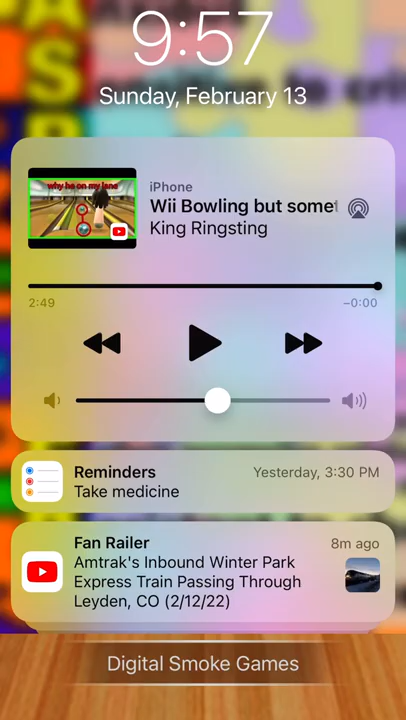 9:57
Sunday, February 13
why he on my lane
iPhone
Wii Bowling but some
King Ringsting
2:49
−0:00
Reminders
Yesterday, 3:30 PM
Take medicine
Fan Railer
8m ago
Amtrak's Inbound Winter Park
Express Train Passing Through
Leyden, CO (2/12/22)
Digital Smoke Games